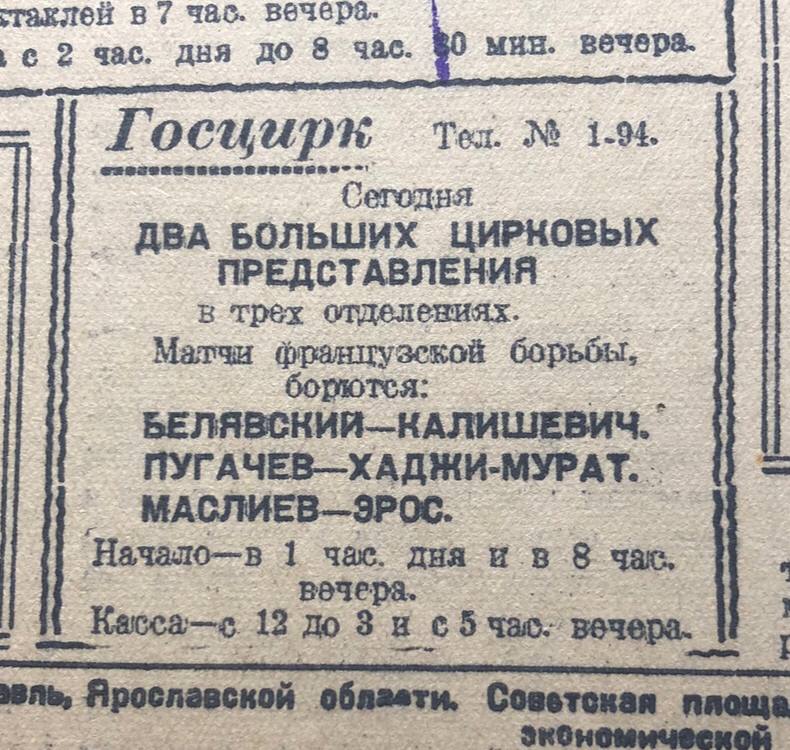 спектаклей в 7 час. вечера.
с 2 час. дня до 8 час. 30 мин. вечера.
Госцирк Тел. № 1-94.
Сегодня
ДВА БОЛЬШИХ ЦИРКОВЫХ
ПРЕДСТАВЛЕНИЯ
в трех отделениях.
Матчи французской борьбы,
борются:
БЕЛЯВСКИЙ—КАЛИШЕВИЧ.
ПУГАЧЕВ—ХАДЖИ-МУРАТ.
МАСЛИЕВ—ЭРОС.
Начало—в 1 час. дня и в 8 час.
вечера.
Касса—с 12 до 3 и с 5 час. вечера.
Ярославской области. Советская
экономической